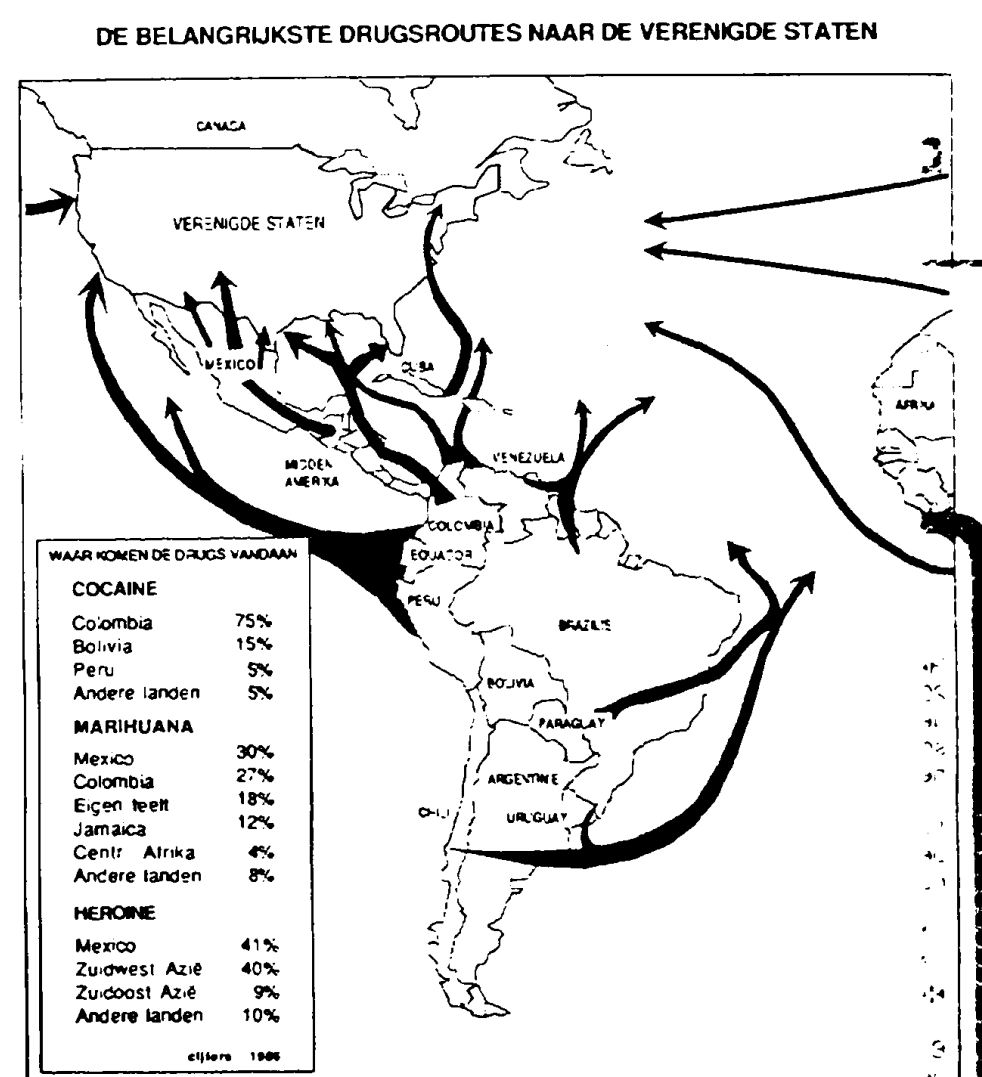 DE BELANGRIJKSTE DRUGSROUTES NAAR DE VERENIGDE STATEN
CANADA
VERENIGDE STATEN
MEXICO
CUBA
AFRIKA
MIDDEN
AMERIKA
VENEZUELA
COLOMBIA
EQUADOR
PERU
BRAZILIE
BOLIVIA
PARAGUAY
ARGENTINIE
CHILI
URUGUAY
WAAR KOMEN DE DRUGS VANDAAN
COCAINE
Colombia 75%
Bolivia 15%
Peru 5%
Andere landen 5%
MARIHUANA
Mexico 30%
Colombia 27%
Eigen teelt 18%
Jamaica 12%
Centr Afrika 4%
Andere landen 8%
HEROINE
Mexico 41%
Zuidwest Azië 40%
Zuidoost Azië 9%
Andere landen 10%
cijfers 1986